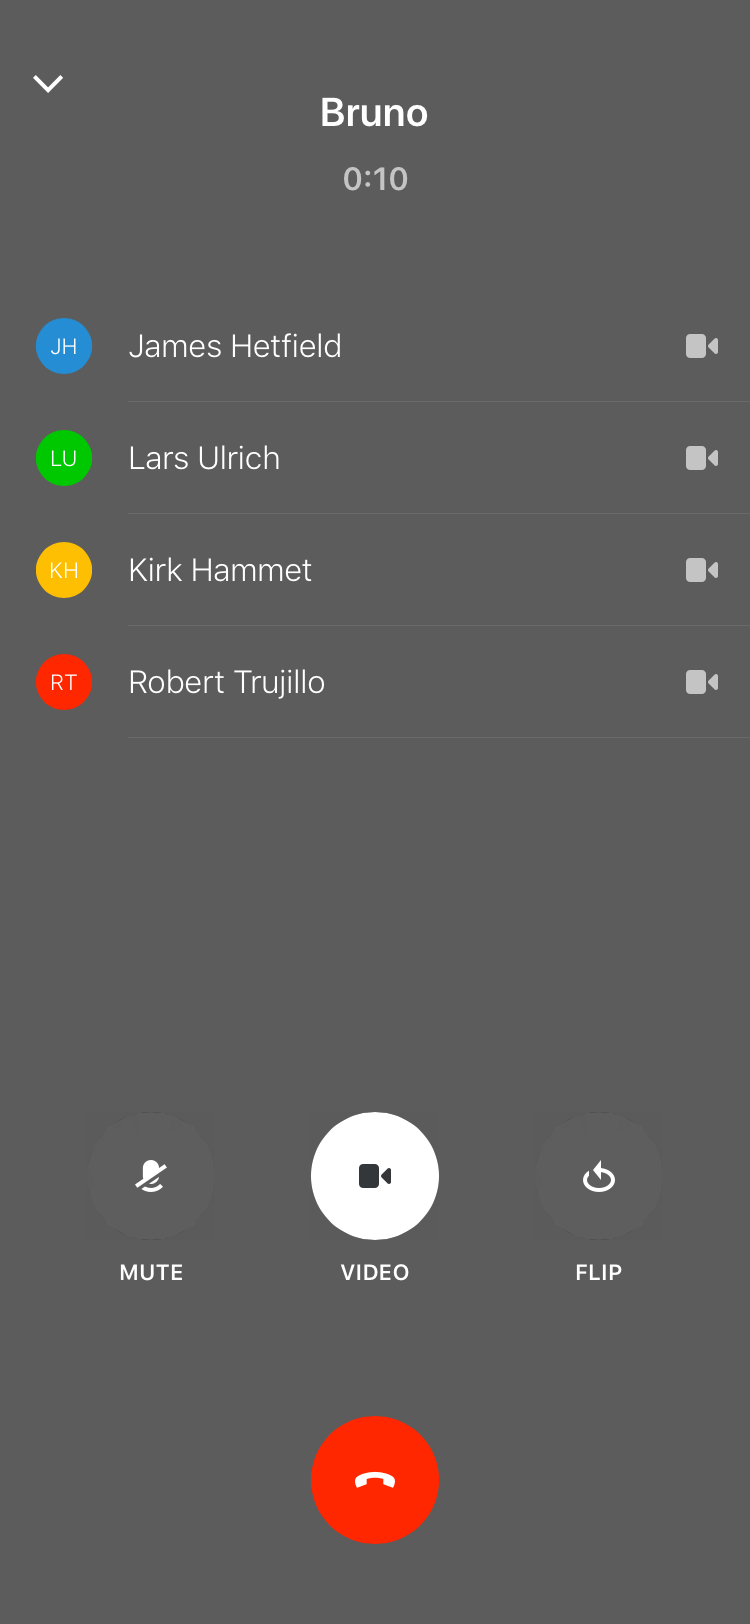 Bruno
0:10
JH James Hetfield
LU Lars Ulrich
KH Kirk Hammet
RT Robert Trujillo
MUTE VIDEO FLIP